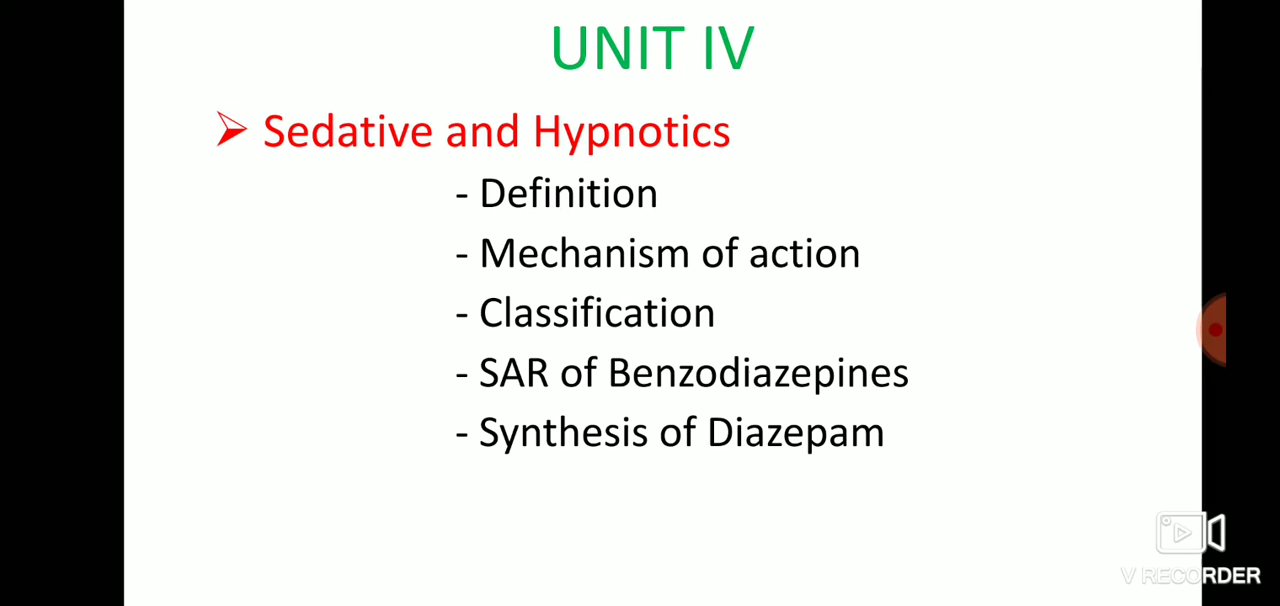 UNIT IV
➢ Sedative and Hypnotics
- Definition
- Mechanism of action
- Classification
- SAR of Benzodiazepines
- Synthesis of Diazepam
V RECORDER